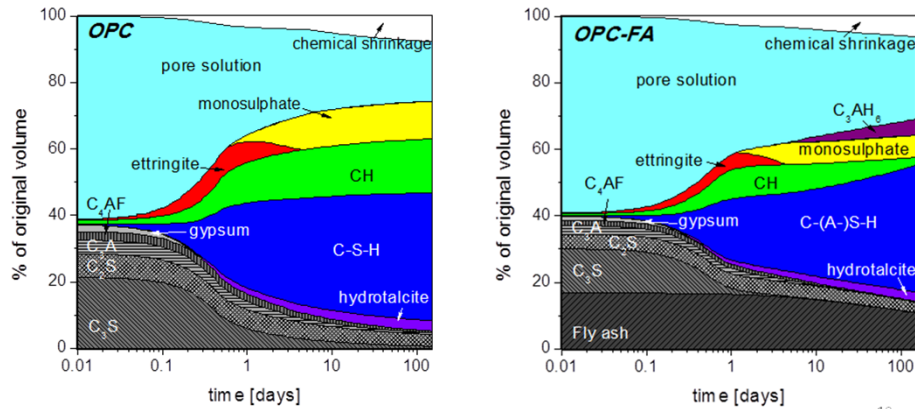 OPC
chemical shrinkage
pore solution
monosulphate
ettringite
CH
C₄AF
gypsum
C₃A
C-S-H
C₂S
hydrotalcite
C₃S
100
80
60
40
20
0
% of original volume
0.01
0.1
1
10
100
time [days]
OPC-FA
chemical shrinkage
pore solution
C₃AH₆
monosulphate
ettringite
CH
C₄AF
gypsum
C₃A
C₂S
C-(A-)S-H
C₃S
hydrotalcite
Fly ash
100
80
60
40
20
0
% of original volume
0.01
0.1
1
10
100
time [days]